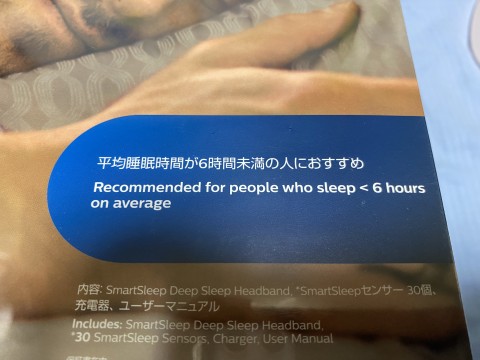 平均睡眠時間が6時間未満の人におすすめ
Recommended for people who sleep < 6 hours
on average
内容: SmartSleep Deep Sleep Headband, *SmartSleepセンサー 30個、
充電器、ユーザーマニュアル
Includes: SmartSleep Deep Sleep Headband,
*30 SmartSleep Sensors, Charger, User Manual